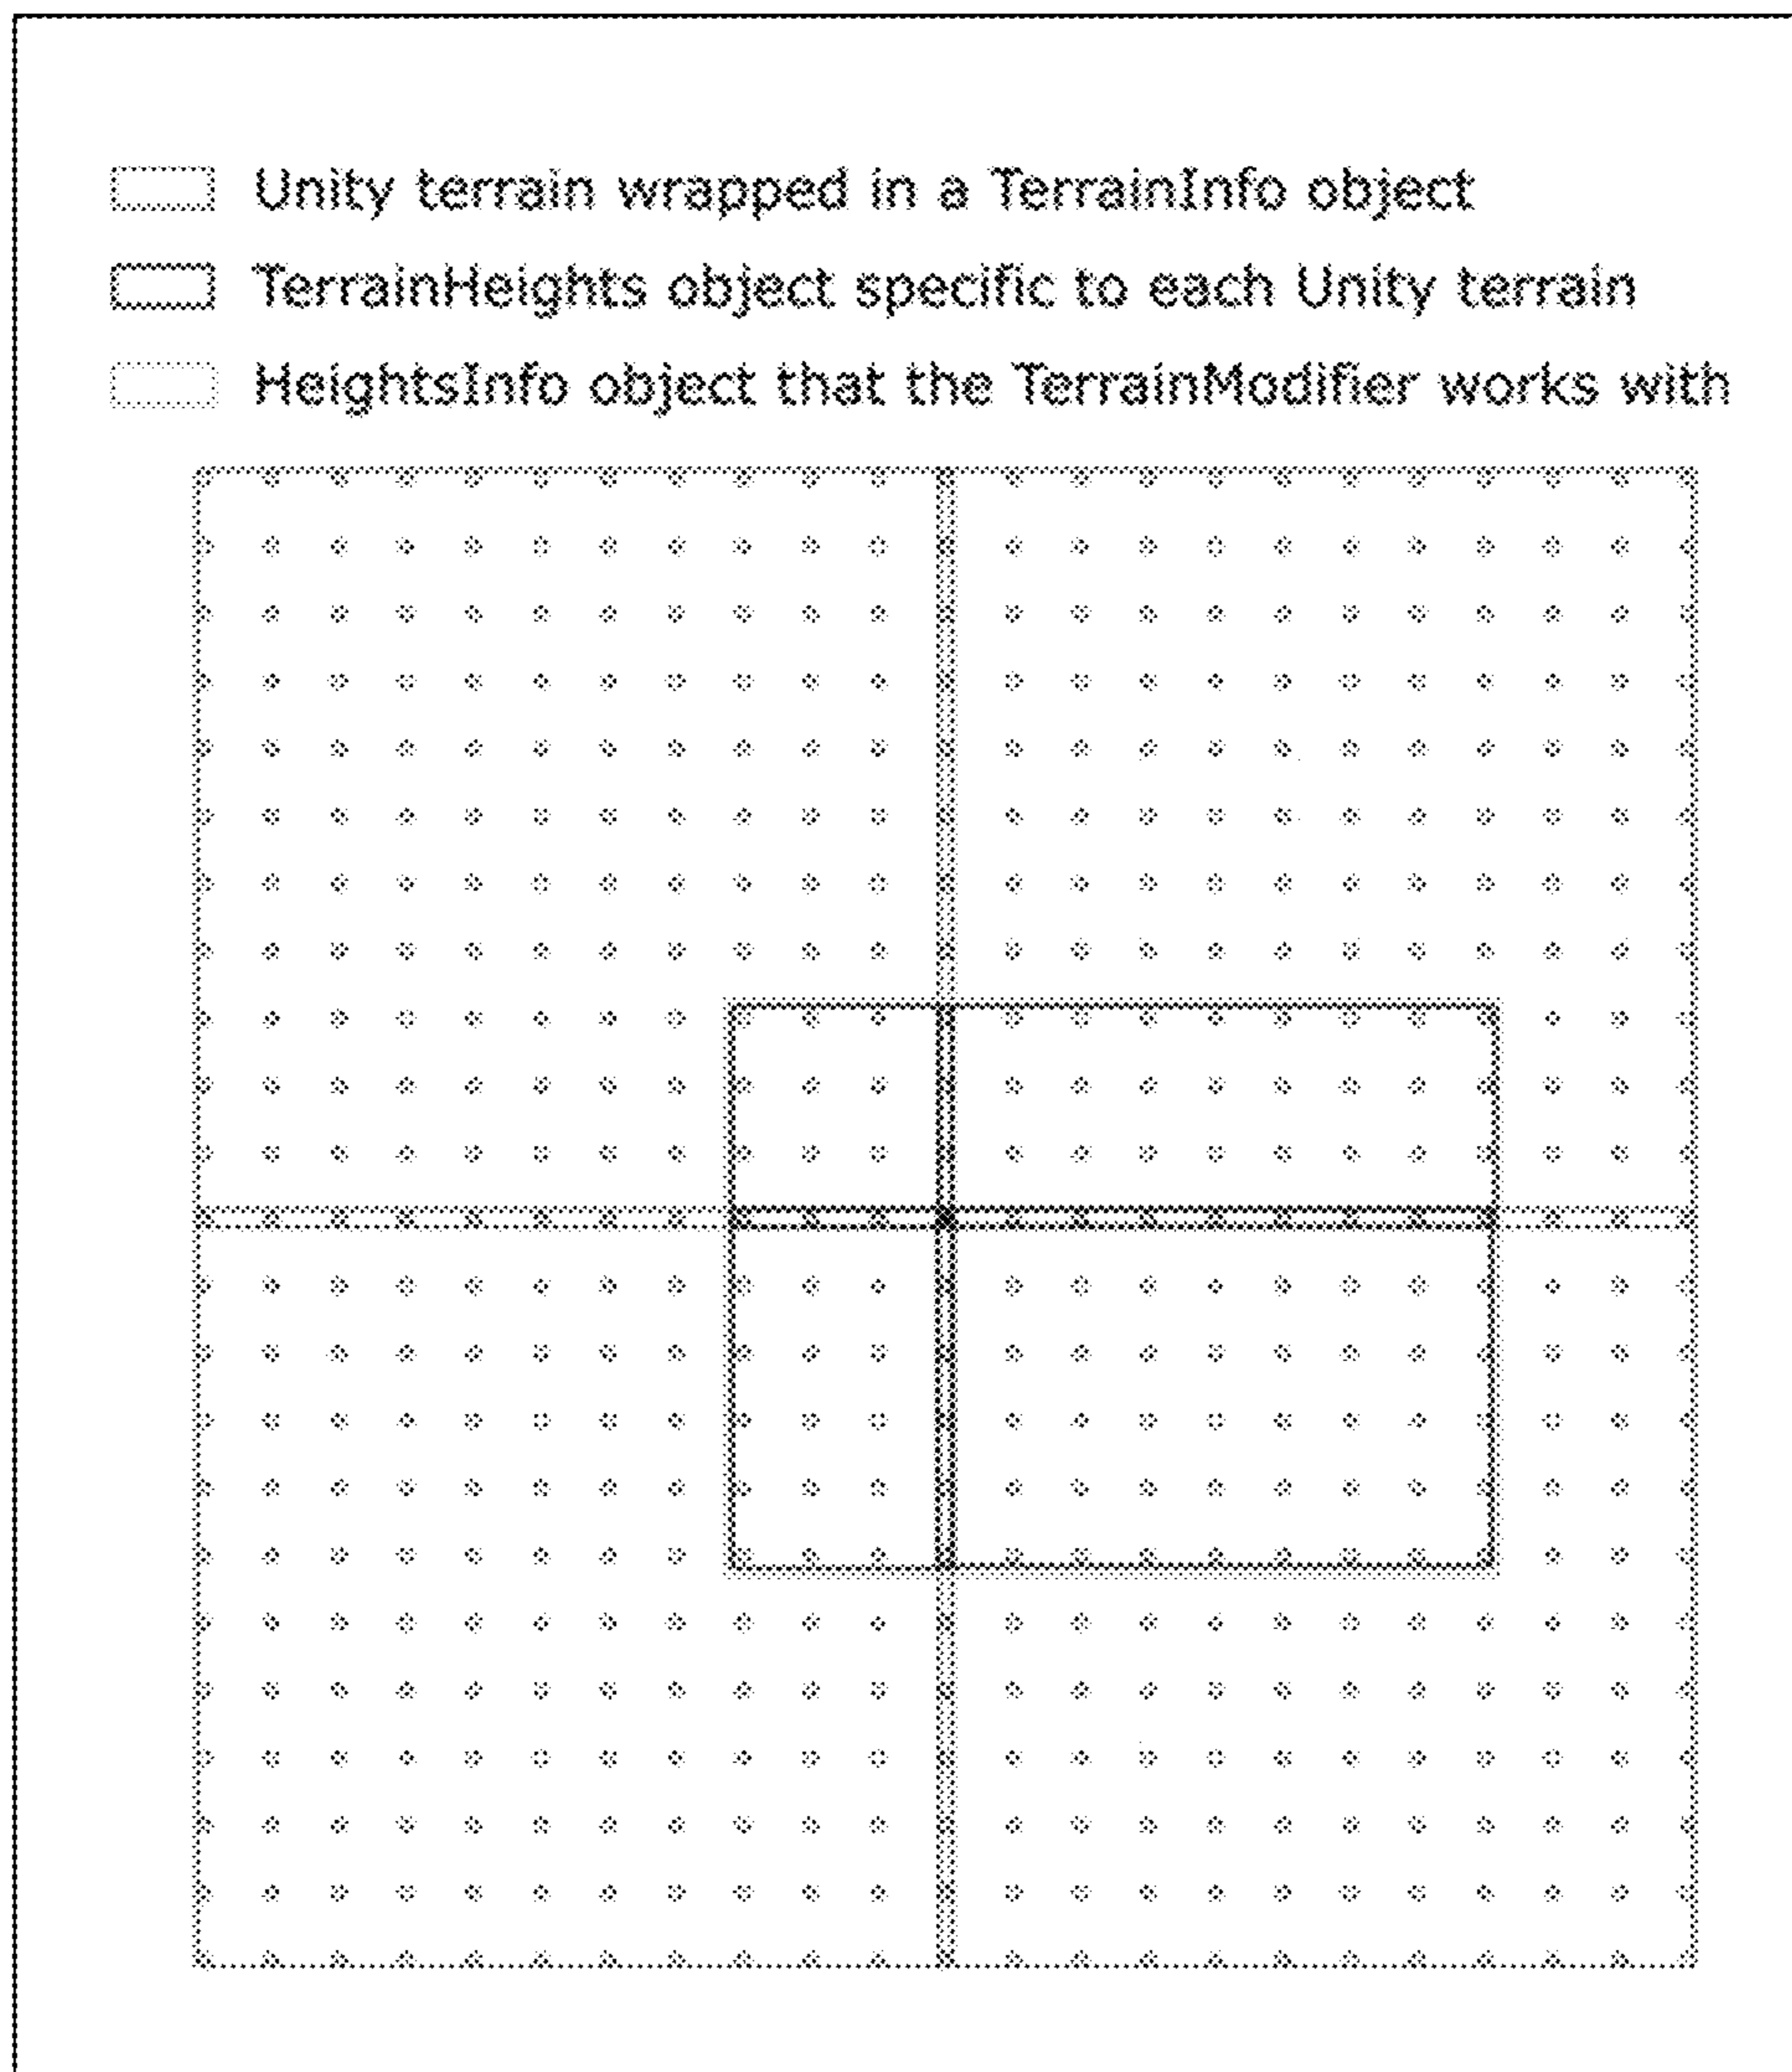 Unity terrain wrapped in a TerrainInfo object
TerrainHeights object specific to each Unity terrain
HeightsInfo object that the TerrainModifier works with